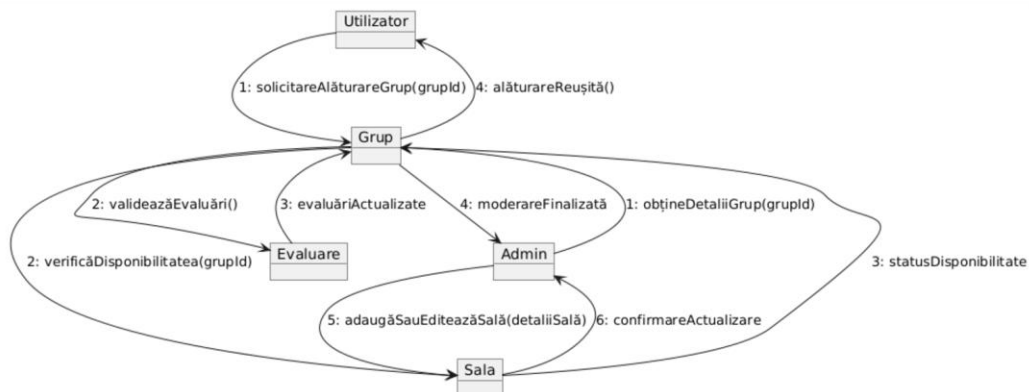 Utilizator
1: solicitareAlăturareGrup(grupId)
4: alăturareReușită()
Grup
2: valideazăEvaluări()
3: evaluăriActualizate
4: moderareFinalizată
1: obțineDetaliiGrup(grupId)
Evaluare
Admin
2: verificăDisponibilitatea(grupId)
3: statusDisponibilitate
5: adaugăSauEditeazăSală(detaliiSală)
6: confirmareActualizare
Sala